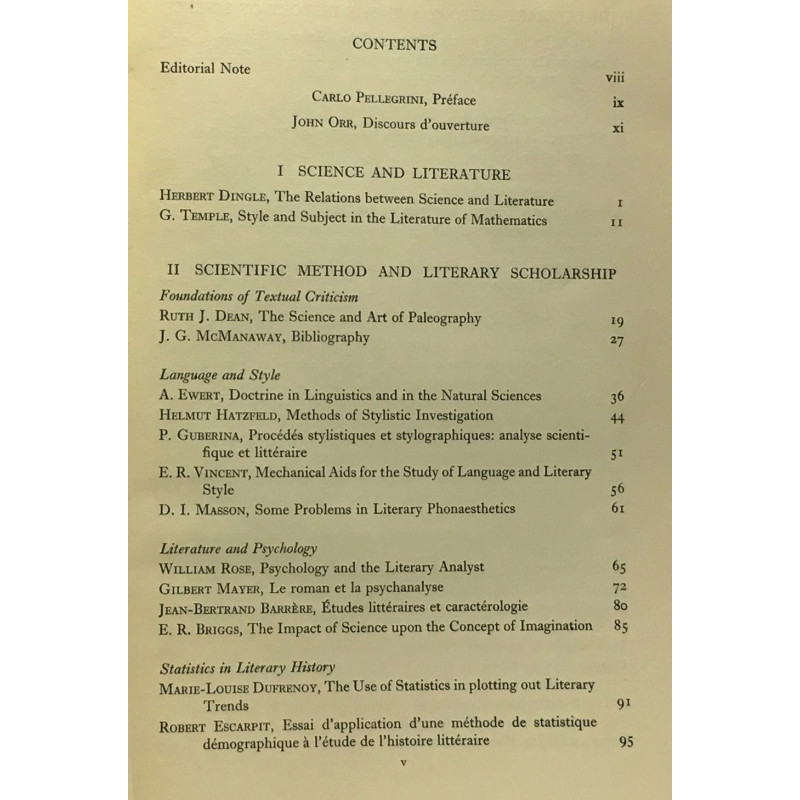 CONTENTS
Editorial Note viii
CARLO PELLEGRINI, Préface ix
JOHN ORR, Discours d'ouverture xi
I SCIENCE AND LITERATURE
HERBERT DINGLE, The Relations between Science and Literature 1
G. TEMPLE, Style and Subject in the Literature of Mathematics 11
II SCIENTIFIC METHOD AND LITERARY SCHOLARSHIP
Foundations of Textual Criticism
RUTH J. DEAN, The Science and Art of Paleography 19
J. G. MCMANAWAY, Bibliography 27
Language and Style
A. EWERT, Doctrine in Linguistics and in the Natural Sciences 36
HELMUT HATZFELD, Methods of Stylistic Investigation 44
P. GUBERINA, Procédés stylistiques et stylographiques: analyse scienti-
fique et littéraire 51
E. R. VINCENT, Mechanical Aids for the Study of Language and Literary
Style 56
D. I. MASSON, Some Problems in Literary Phonaesthetics 61
Literature and Psychology
WILLIAM ROSE, Psychology and the Literary Analyst 65
GILBERT MAYER, Le roman et la psychanalyse 72
JEAN-BERTRAND BARRÈRE, Études littéraires et caractérologie 80
E. R. BRIGGS, The Impact of Science upon the Concept of Imagination 85
Statistics in Literary History
MARIE-LOUISE DUFRENOY, The Use of Statistics in plotting out Literary
Trends 91
ROBERT ESCARPIT, Essai d'application d'une méthode de statistique
démographique à l'étude de l'histoire littéraire 95
v